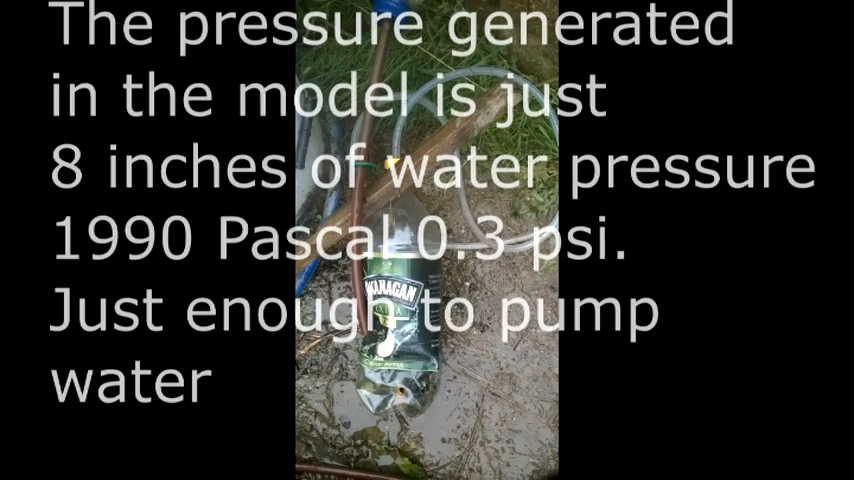 The pressure generated
in the model is just
8 inches of water pressure
1990 Pascal 0.3 psi.
Just enough to pump
water
OKANAGAN